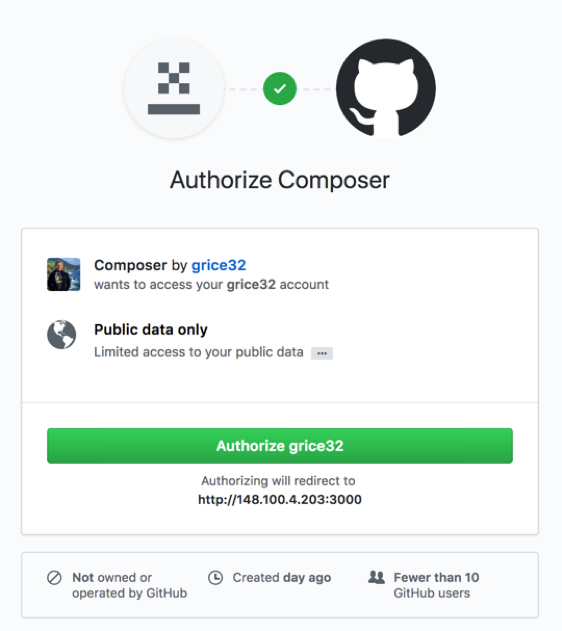 Authorize Composer
Composer by grice32
wants to access your grice32 account
Public data only
Limited access to your public data ...
Authorize grice32
Authorizing will redirect to
http://148.100.4.203:3000
Not owned or
operated by GitHub
Created day ago
Fewer than 10
GitHub users